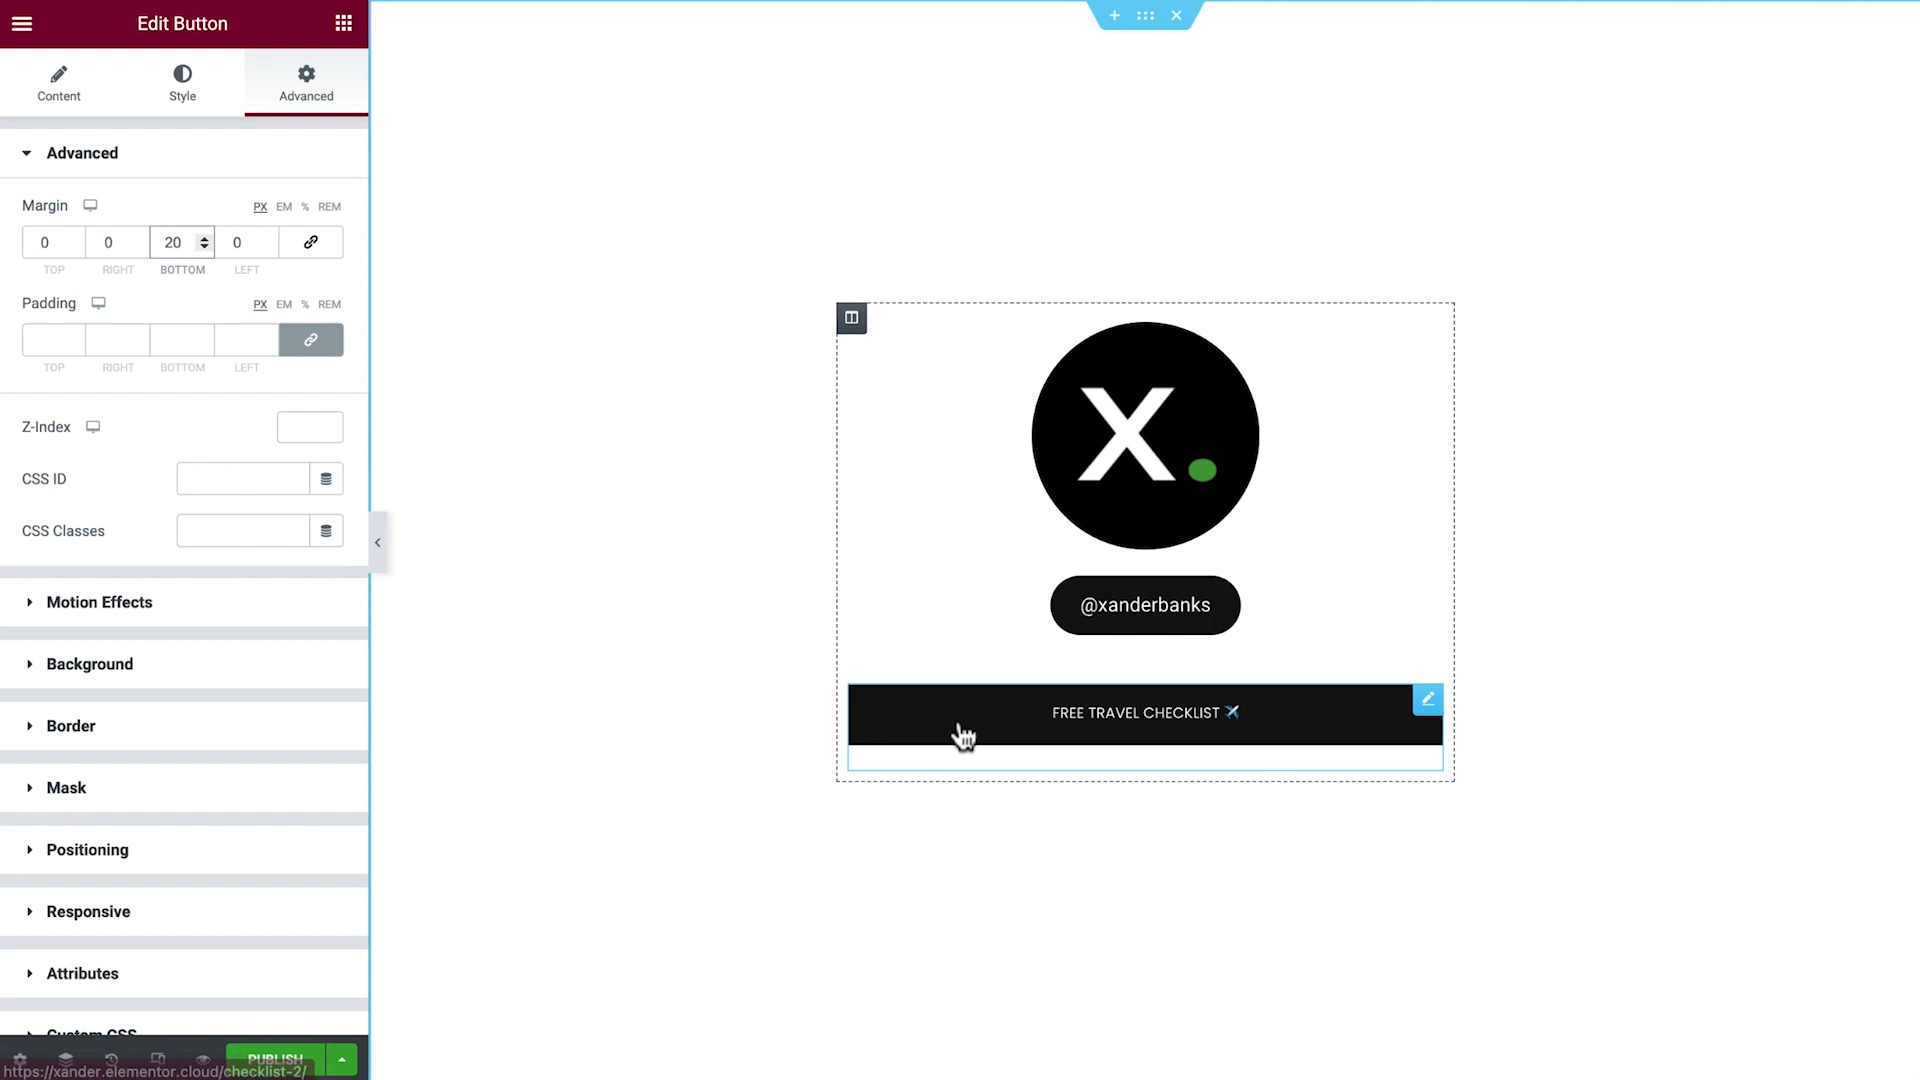 Edit Button
Content
Style
Advanced
Advanced
Margin
PX EM % REM
0 0 20 0
TOP RIGHT BOTTOM LEFT
Padding
PX EM % REM
TOP RIGHT BOTTOM LEFT
Z-Index
CSS ID
CSS Classes
Motion Effects
Background
Border
Mask
Positioning
Responsive
Attributes
Custom CSS
PUBLISH
https://xander.elementor.cloud/checklist-2/
X.
@xanderbanks
FREE TRAVEL CHECKLIST ✈️